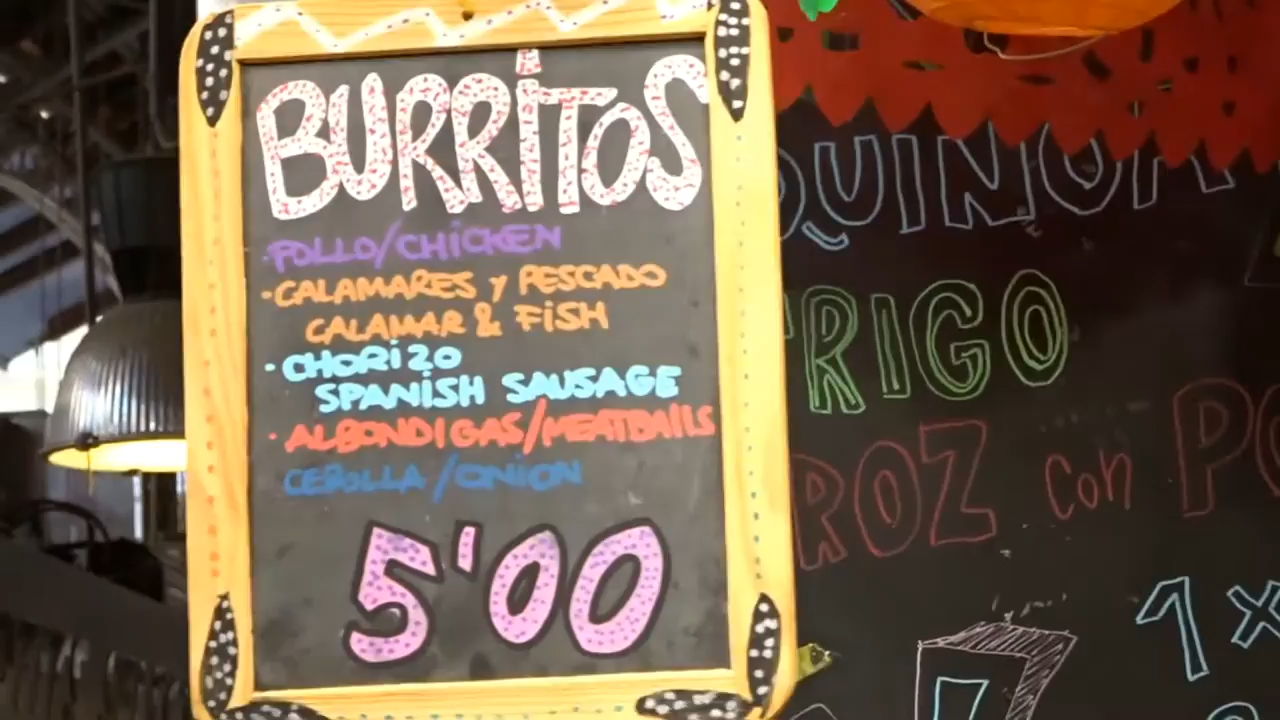 BURRITOS
·POLLO/CHICKEN
·CALAMARES Y PESCADO
CALAMAR & FISH
·CHORIZO
SPANISH SAUSAGE
·ALBONDIGAS/MEATBALLS
CEBOLLA/ONION
5'00
QUINOA
TRIGO
ROZ con
1x